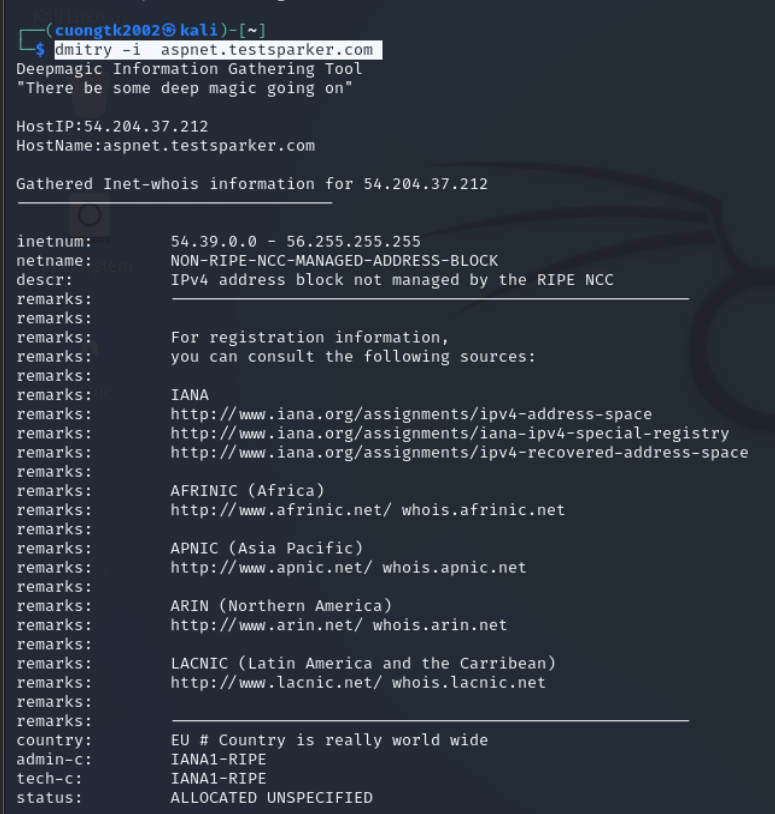 (cuongtk2002㉿kali)-[~]
$ dmitry -i  aspnet.testsparker.com
Deepmagic Information Gathering Tool
"There be some deep magic going on"
HostIP:54.204.37.212
HostName:aspnet.testsparker.com
Gathered Inet-whois information for 54.204.37.212
inetnum:        54.39.0.0 - 56.255.255.255
netname:        NON-RIPE-NCC-MANAGED-ADDRESS-BLOCK
descr:          IPv4 address block not managed by the RIPE NCC
remarks:        ------------------------------------------------------
remarks:
remarks:        For registration information,
remarks:        you can consult the following sources:
remarks:
remarks:        IANA
remarks:        http://www.iana.org/assignments/ipv4-address-space
remarks:        http://www.iana.org/assignments/iana-ipv4-special-registry
remarks:        http://www.iana.org/assignments/ipv4-recovered-address-space
remarks:
remarks:        AFRINIC (Africa)
remarks:        http://www.afrinic.net/ whois.afrinic.net
remarks:
remarks:        APNIC (Asia Pacific)
remarks:        http://www.apnic.net/ whois.apnic.net
remarks:
remarks:        ARIN (Northern America)
remarks:        http://www.arin.net/ whois.arin.net
remarks:
remarks:        LACNIC (Latin America and the Carribean)
remarks:        http://www.lacnic.net/ whois.lacnic.net
remarks:
remarks:        ------------------------------------------------------
country:        EU # Country is really world wide
admin-c:        IANA1-RIPE
tech-c:         IANA1-RIPE
status:         ALLOCATED UNSPECIFIED